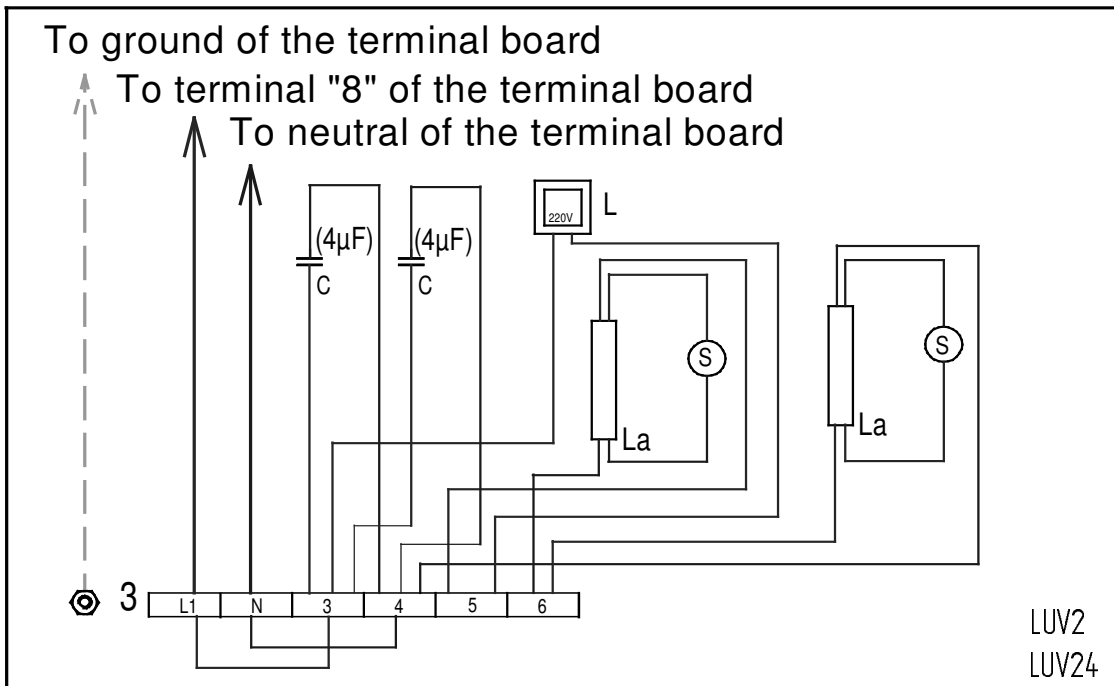 To ground of the terminal board
To terminal "8" of the terminal board
To neutral of the terminal board
220V
L
(4µF)
C
(4µF)
C
S
La
S
La
3
L1
N
3
4
5
6
LUV2
LUV24